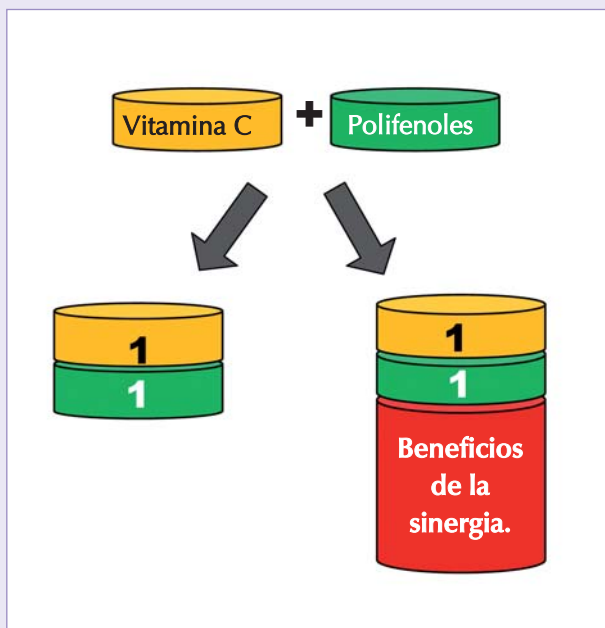 Vitamina C + Polifenoles
1
1
1
1
Beneficios
de la
sinergia.